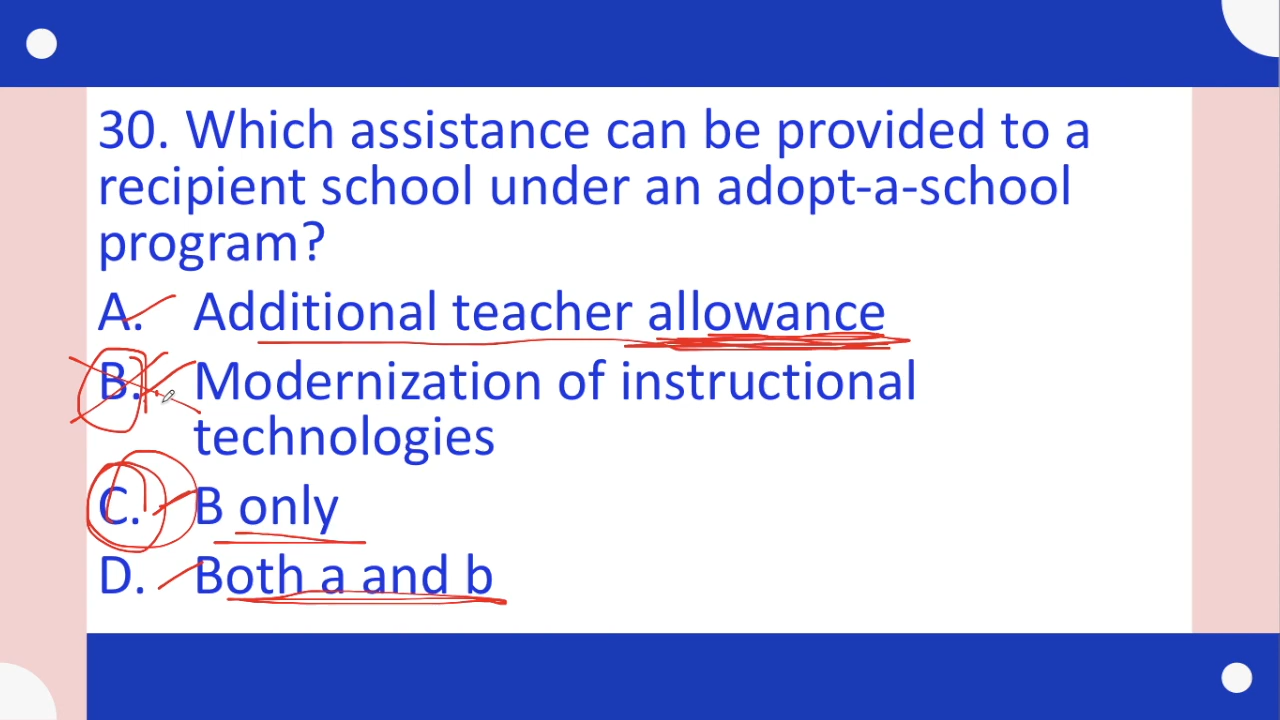 30. Which assistance can be provided to a
recipient school under an adopt-a-school
program?
A. Additional teacher allowance
B. Modernization of instructional
technologies
C. B only
D. Both a and b